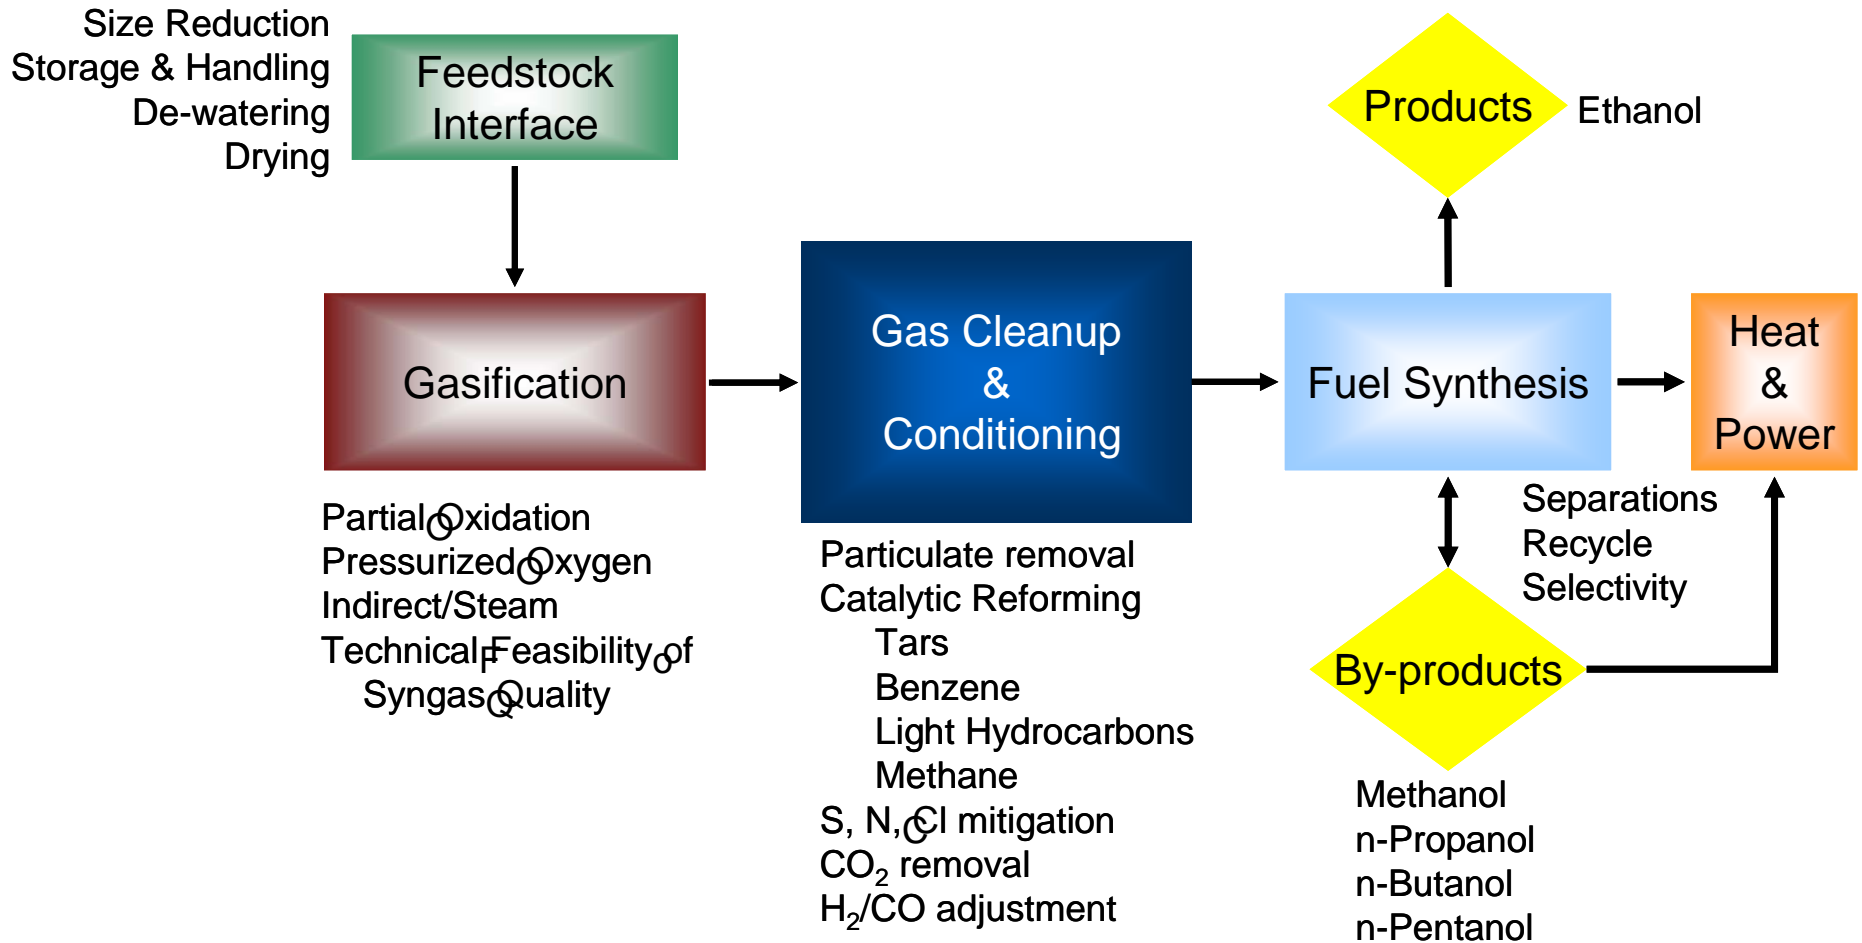 Size Reduction
Storage & Handling
De-watering
Drying
Feedstock
Interface
Products
Ethanol
Gasification
Gas Cleanup
&
Conditioning
Fuel Synthesis
Heat
&
Power
Partial Oxidation
Pressurized Oxygen
Indirect/Steam
Technical Feasibility of
Syngas Quality
Particulate removal
Catalytic Reforming
Tars
Benzene
Light Hydrocarbons
Methane
S, N, Cl mitigation
CO₂ removal
H₂/CO adjustment
Separations
Recycle
Selectivity
By-products
Methanol
n-Propanol
n-Butanol
n-Pentanol